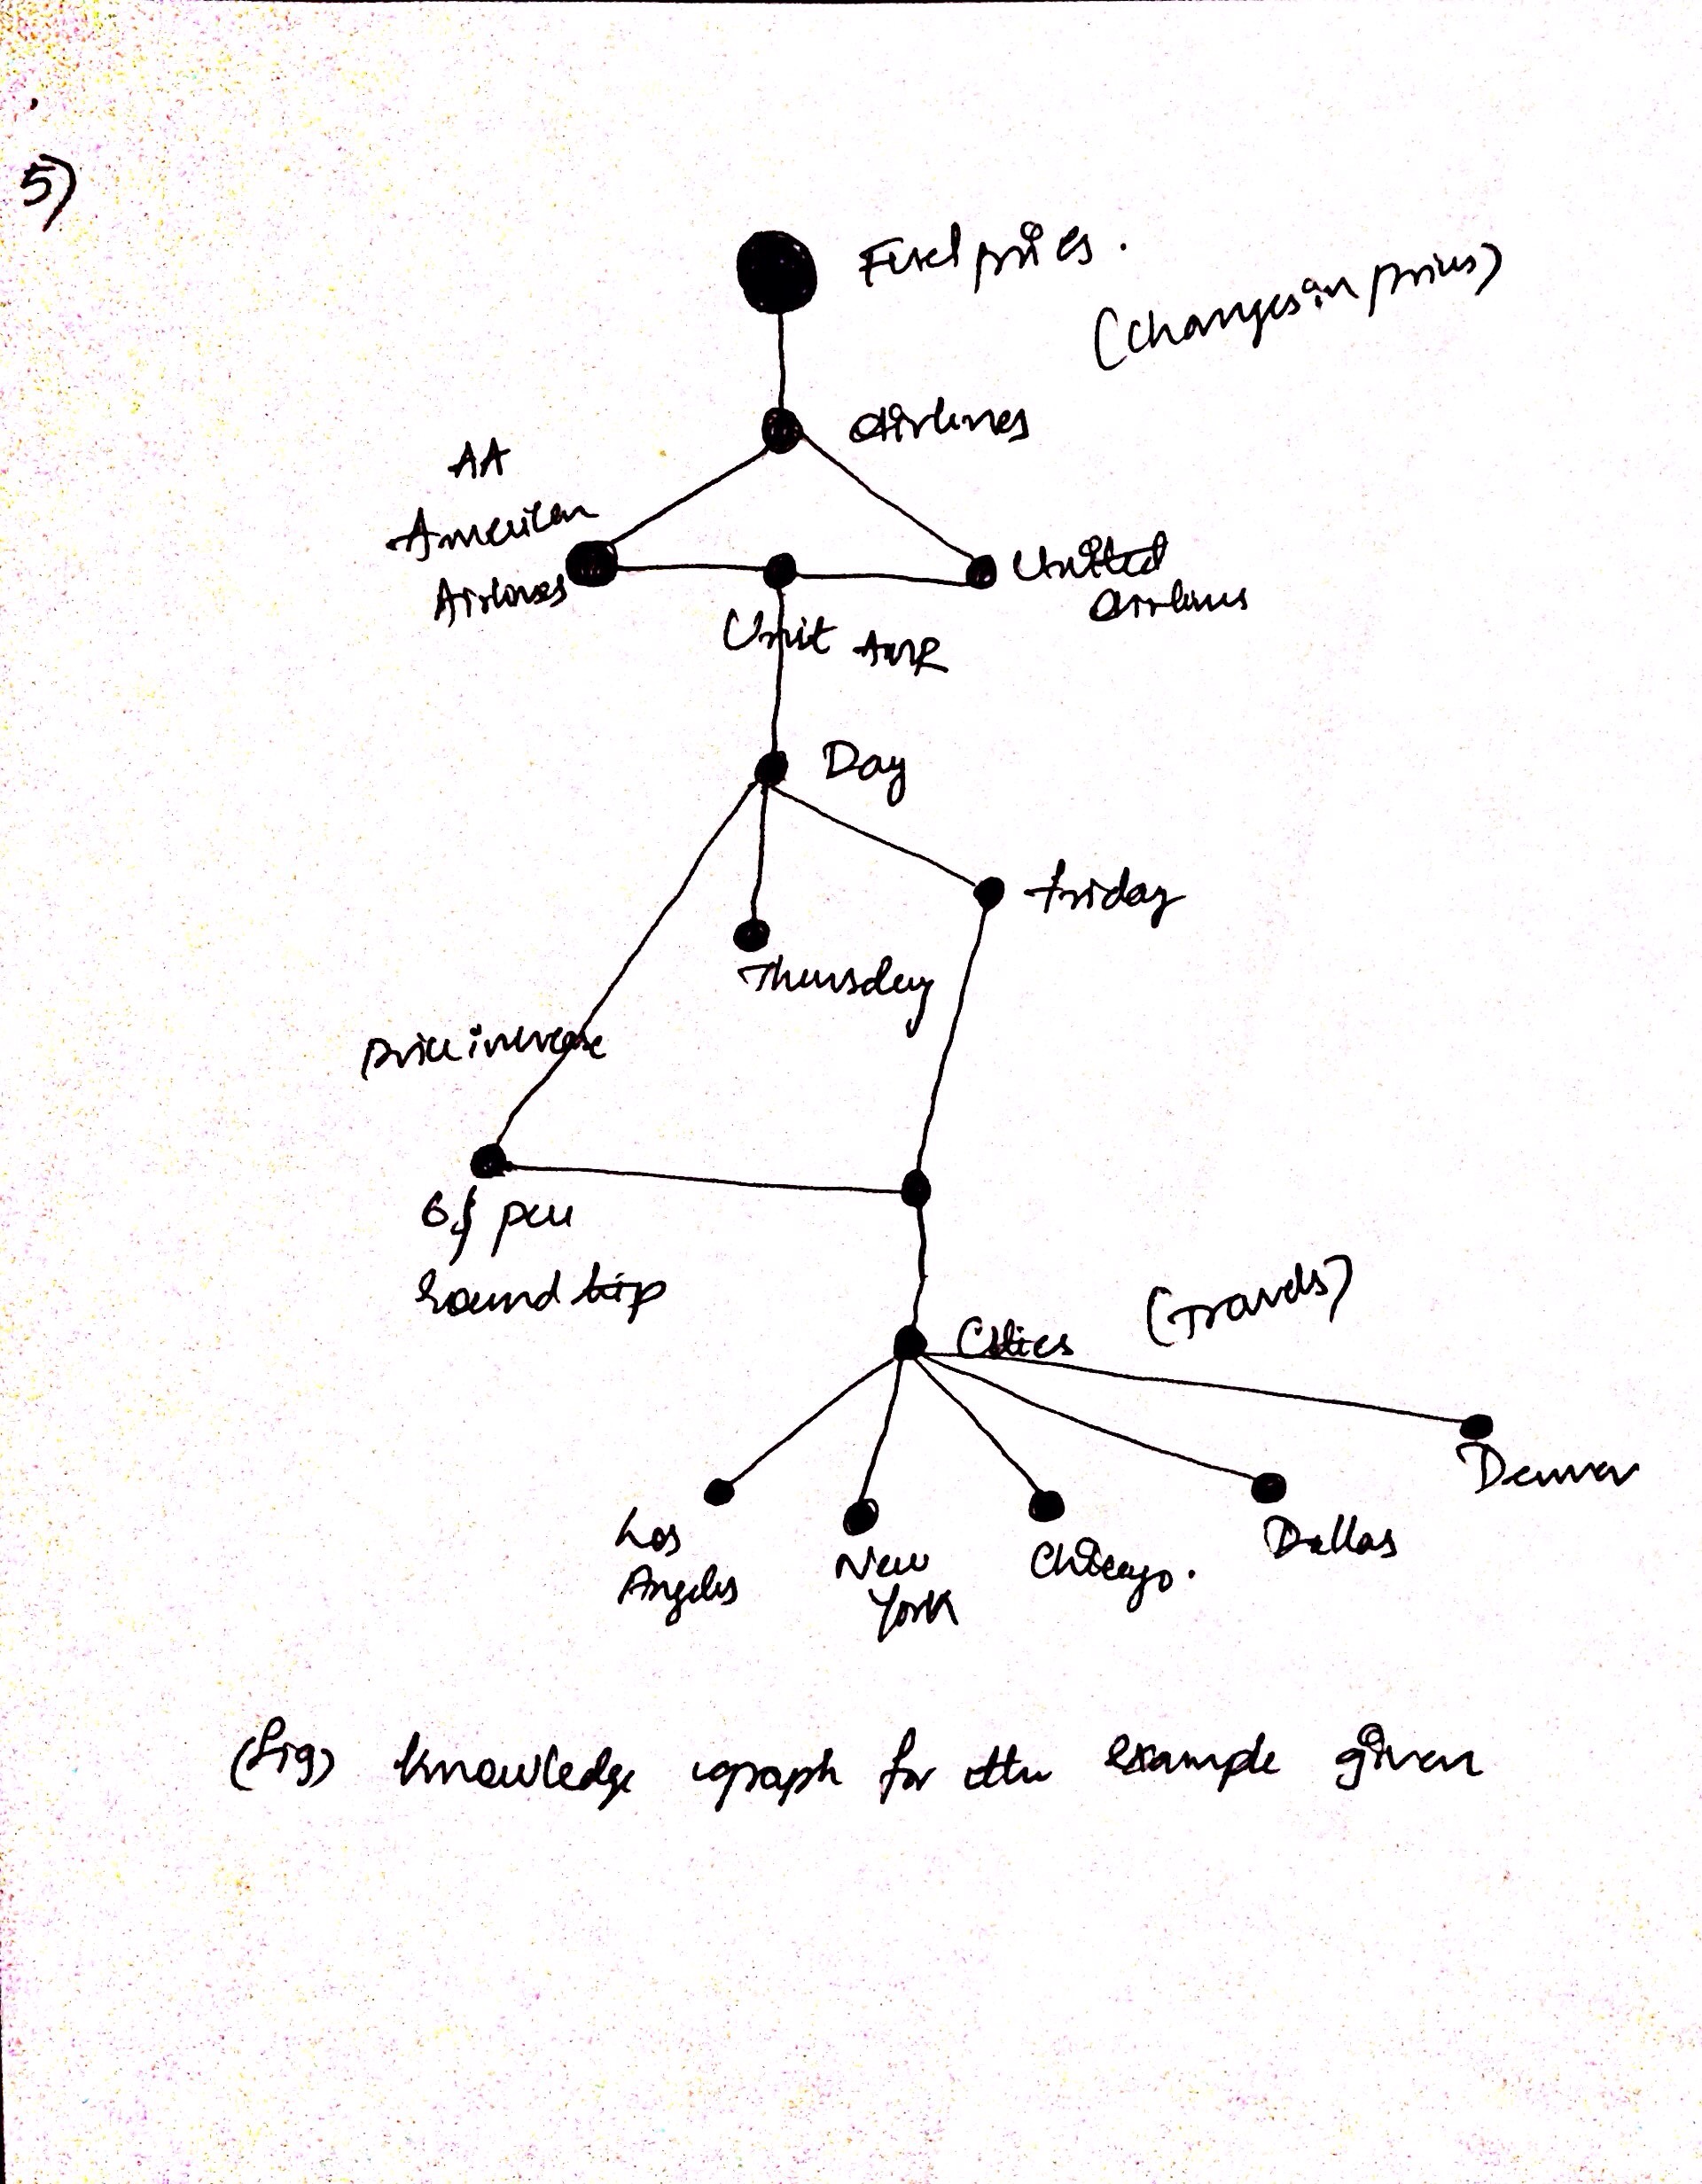 5)
Fuel prices.
(changes in prices)
Airlines
AA
American
Airlines
United
Airlines
Unit AMR
Day
friday
Thursday
price increase
6$ per
round trip
Cities
(Travels)
Denver
Los
Angeles
New
York
Chicago.
Dallas
(fig) knowledge graph for the example given